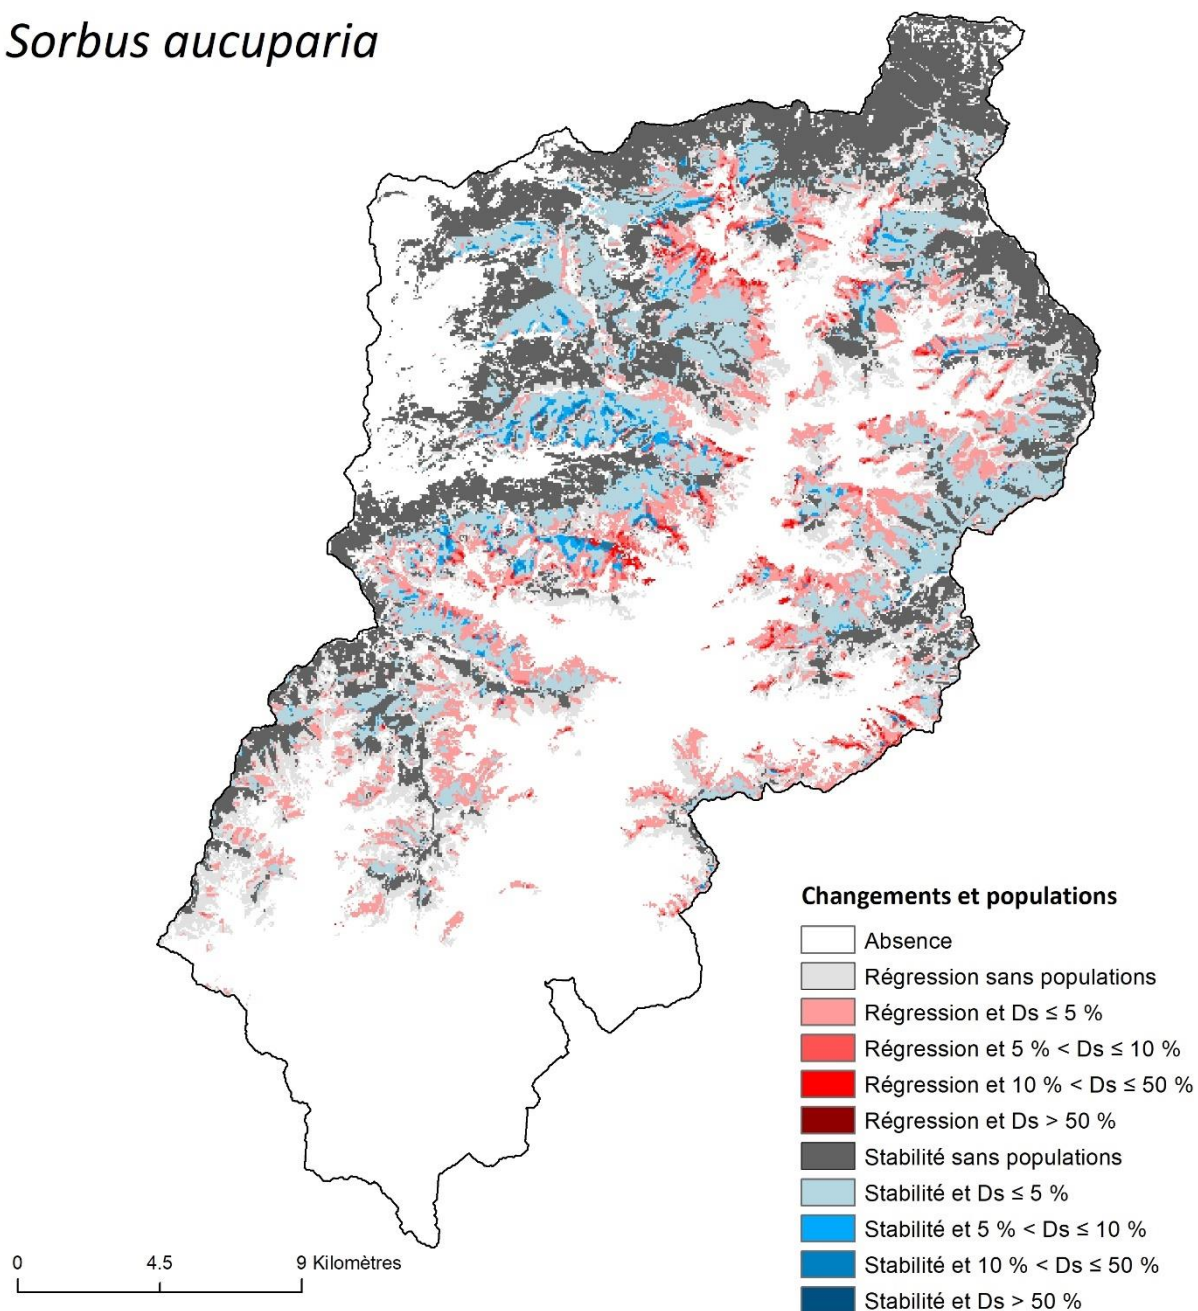 Sorbus aucuparia
Changements et populations
Absence
Régression sans populations
Régression et Ds ≤ 5 %
Régression et 5 % < Ds ≤ 10 %
Régression et 10 % < Ds ≤ 50 %
Régression et Ds > 50 %
Stabilité sans populations
Stabilité et Ds ≤ 5 %
Stabilité et 5 % < Ds ≤ 10 %
Stabilité et 10 % < Ds ≤ 50 %
Stabilité et Ds > 50 %
0 4.5 9 Kilomètres